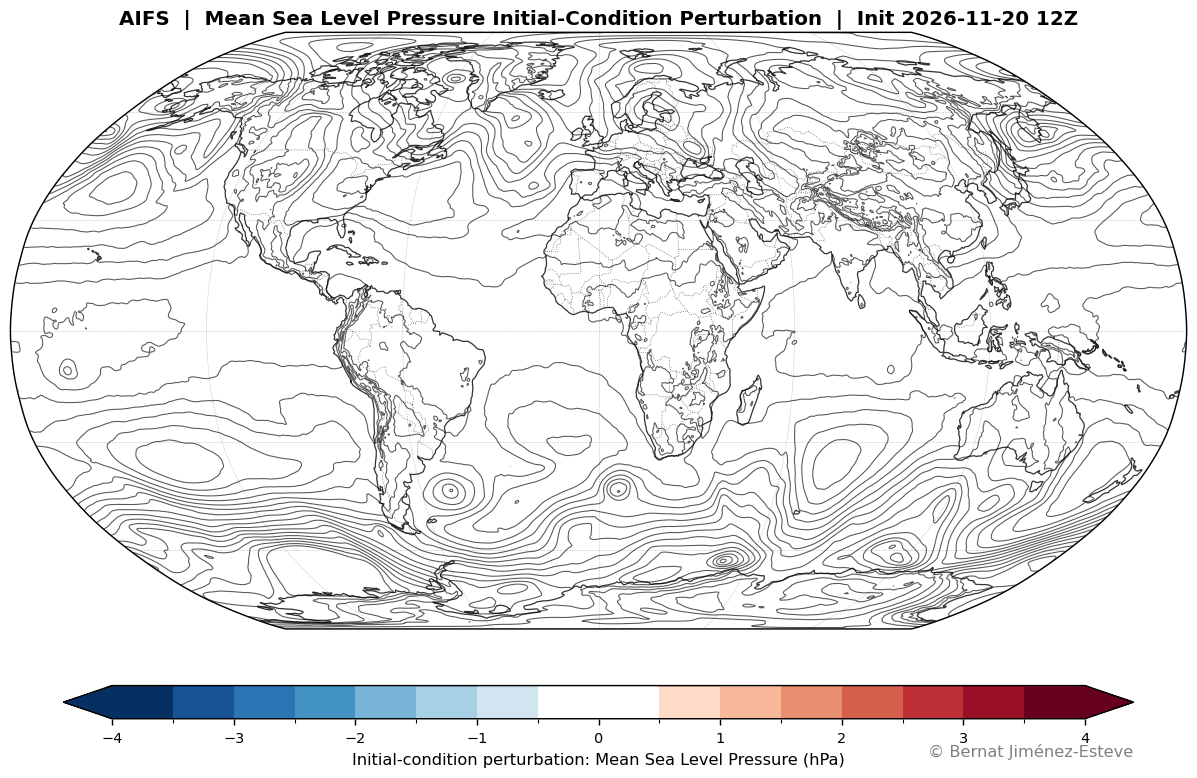 AIFS | Mean Sea Level Pressure Initial-Condition Perturbation | Init 2026-11-20 12Z
−4 −3 −2 −1 0 1 2 3 4
Initial-condition perturbation: Mean Sea Level Pressure (hPa)
© Bernat Jiménez-Esteve